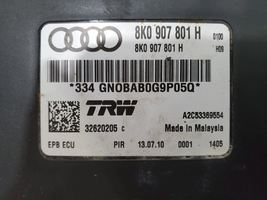 8K0 907 801 H 0100
8K0 907 801 H H09
*334 GNOBAB0G9P05Q*
TRW A2C53369554
32620205 C Made in Malaysia
EPB ECU PIR 13.07.10 0001 1405